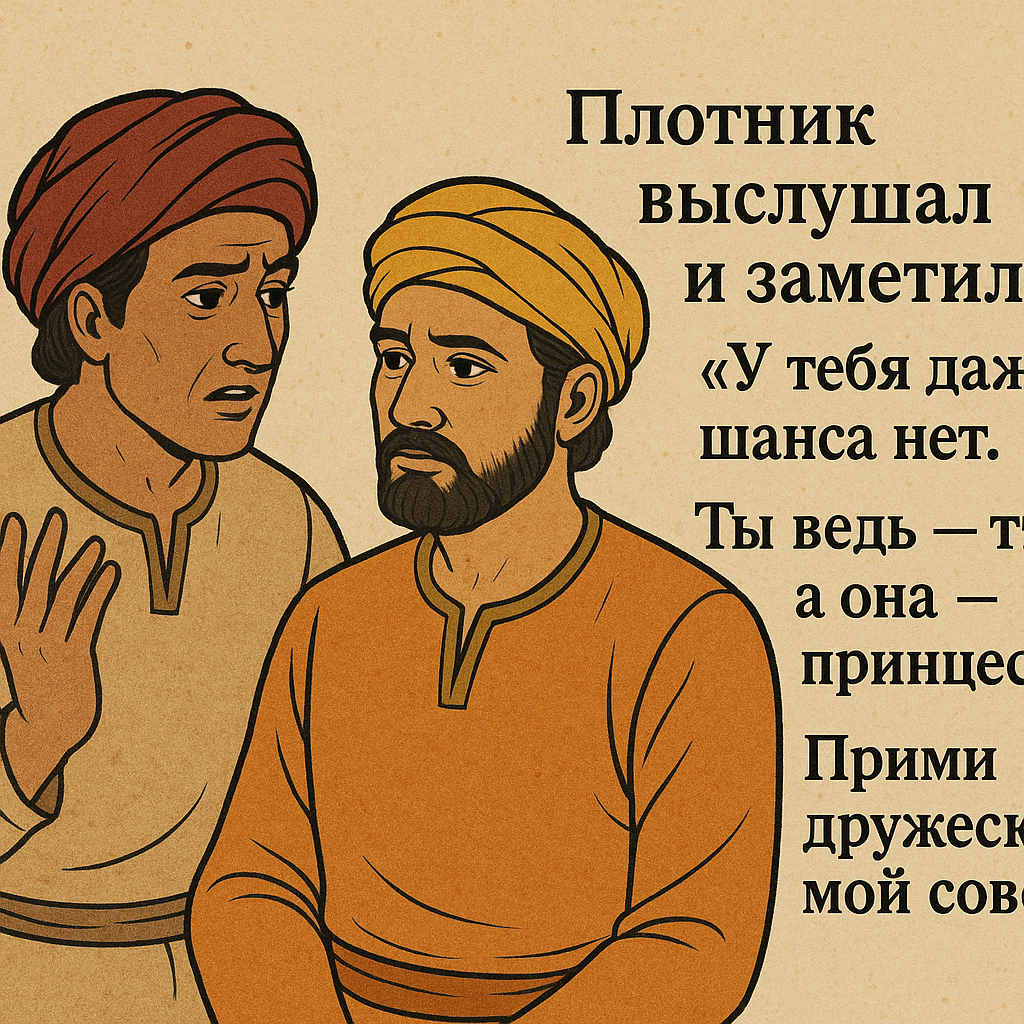 Плотник
выслушал
и заметил
«У тебя
шанса нет.
Ты ведь —
а она —
Прими
мой